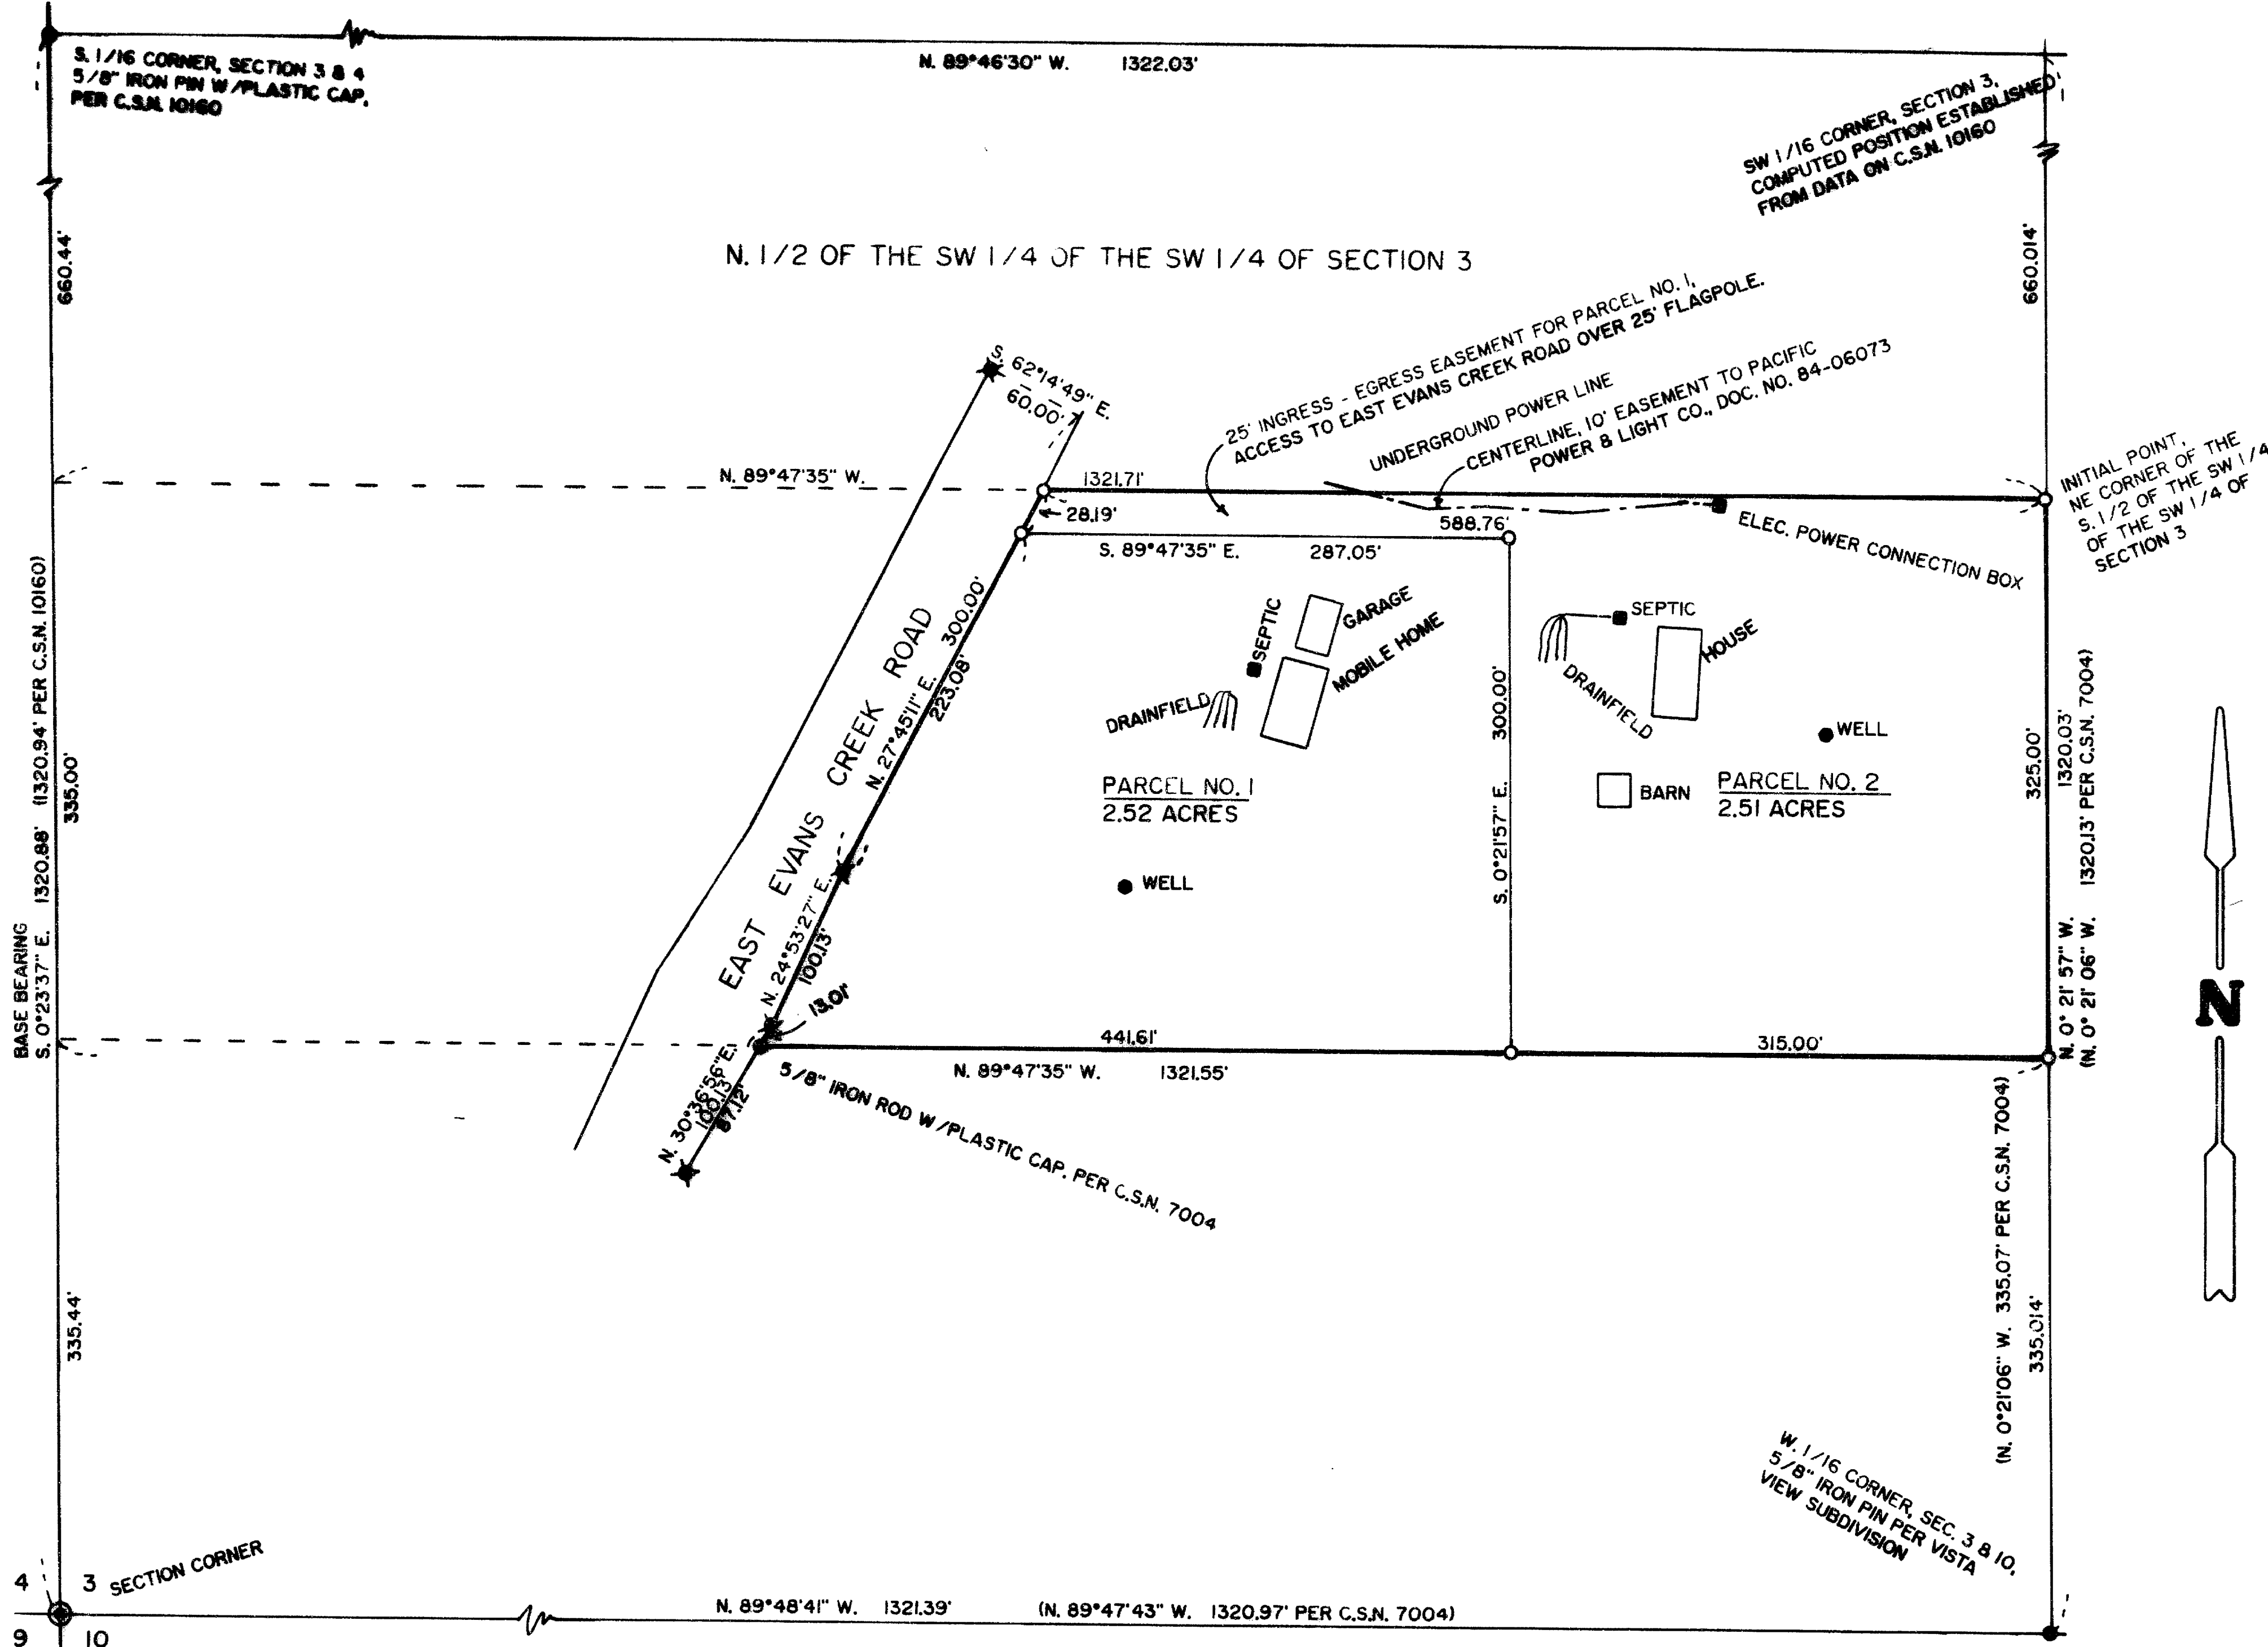 S. 1/16 CORNER, SECTION 3 & 4
5/8" IRON PIN W/PLASTIC CAP,
PER C.S.N. 10160
N. 89°46'30" W. 1322.03'
SW 1/16 CORNER, SECTION 3,
COMPUTED POSITION ESTABLISHED
FROM DATA ON C.S.N. 10160
660.44'
660.014'
N. 1/2 OF THE SW 1/4 OF THE SW 1/4 OF SECTION 3
25' INGRESS - EGRESS EASEMENT FOR PARCEL NO. 1,
ACCESS TO EAST EVANS CREEK ROAD OVER 25' FLAGPOLE.
UNDERGROUND POWER LINE
CENTERLINE, 10' EASEMENT TO PACIFIC
POWER & LIGHT CO., DOC. NO. 84-06073
S. 62°14'49" E.
60.00'
INITIAL POINT,
NE CORNER OF THE
S. 1/2 OF THE SW 1/4
OF THE SW 1/4 OF
SECTION 3
N. 89°47'35" W.
1321.71'
28.19'
588.76'
S. 89°47'35" E. 287.05'
ELEC. POWER CONNECTION BOX
EAST EVANS CREEK ROAD
300.00'
N. 27°45'11" E.
223.08'
SEPTIC
GARAGE
MOBILE HOME
DRAINFIELD
SEPTIC
HOUSE
DRAINFIELD
WELL
BARN
PARCEL NO. 1
2.52 ACRES
PARCEL NO. 2
2.51 ACRES
WELL
S. 0°21'57" E. 300.00'
BASE BEARING
S. 0°23'37" E. 1320.88' (1320.94' PER C.S.N. 10160)
335.00'
325.00'
N. 0° 21' 57" W. 1320.03'
(N. 0° 21' 06" W. 1320.13' PER C.S.N. 7004)
N
N. 24°53'27" E.
100.13'
13.01'
441.61'
315.00'
N. 89°47'35" W. 1321.55'
N. 30°36'56"E.
100.13'
87.12'
5/8" IRON ROD W/PLASTIC CAP. PER C.S.N. 7004
335.44'
(N. 0°21'06" W. 335.07' PER C.S.N. 7004)
335.014'
W. 1/16 CORNER, SEC. 3 & 10,
5/8" IRON PIN PER VISTA
VIEW SUBDIVISION
4 3 SECTION CORNER
9 10
N. 89°48'41" W. 1321.39' (N. 89°47'43" W. 1320.97' PER C.S.N. 7004)